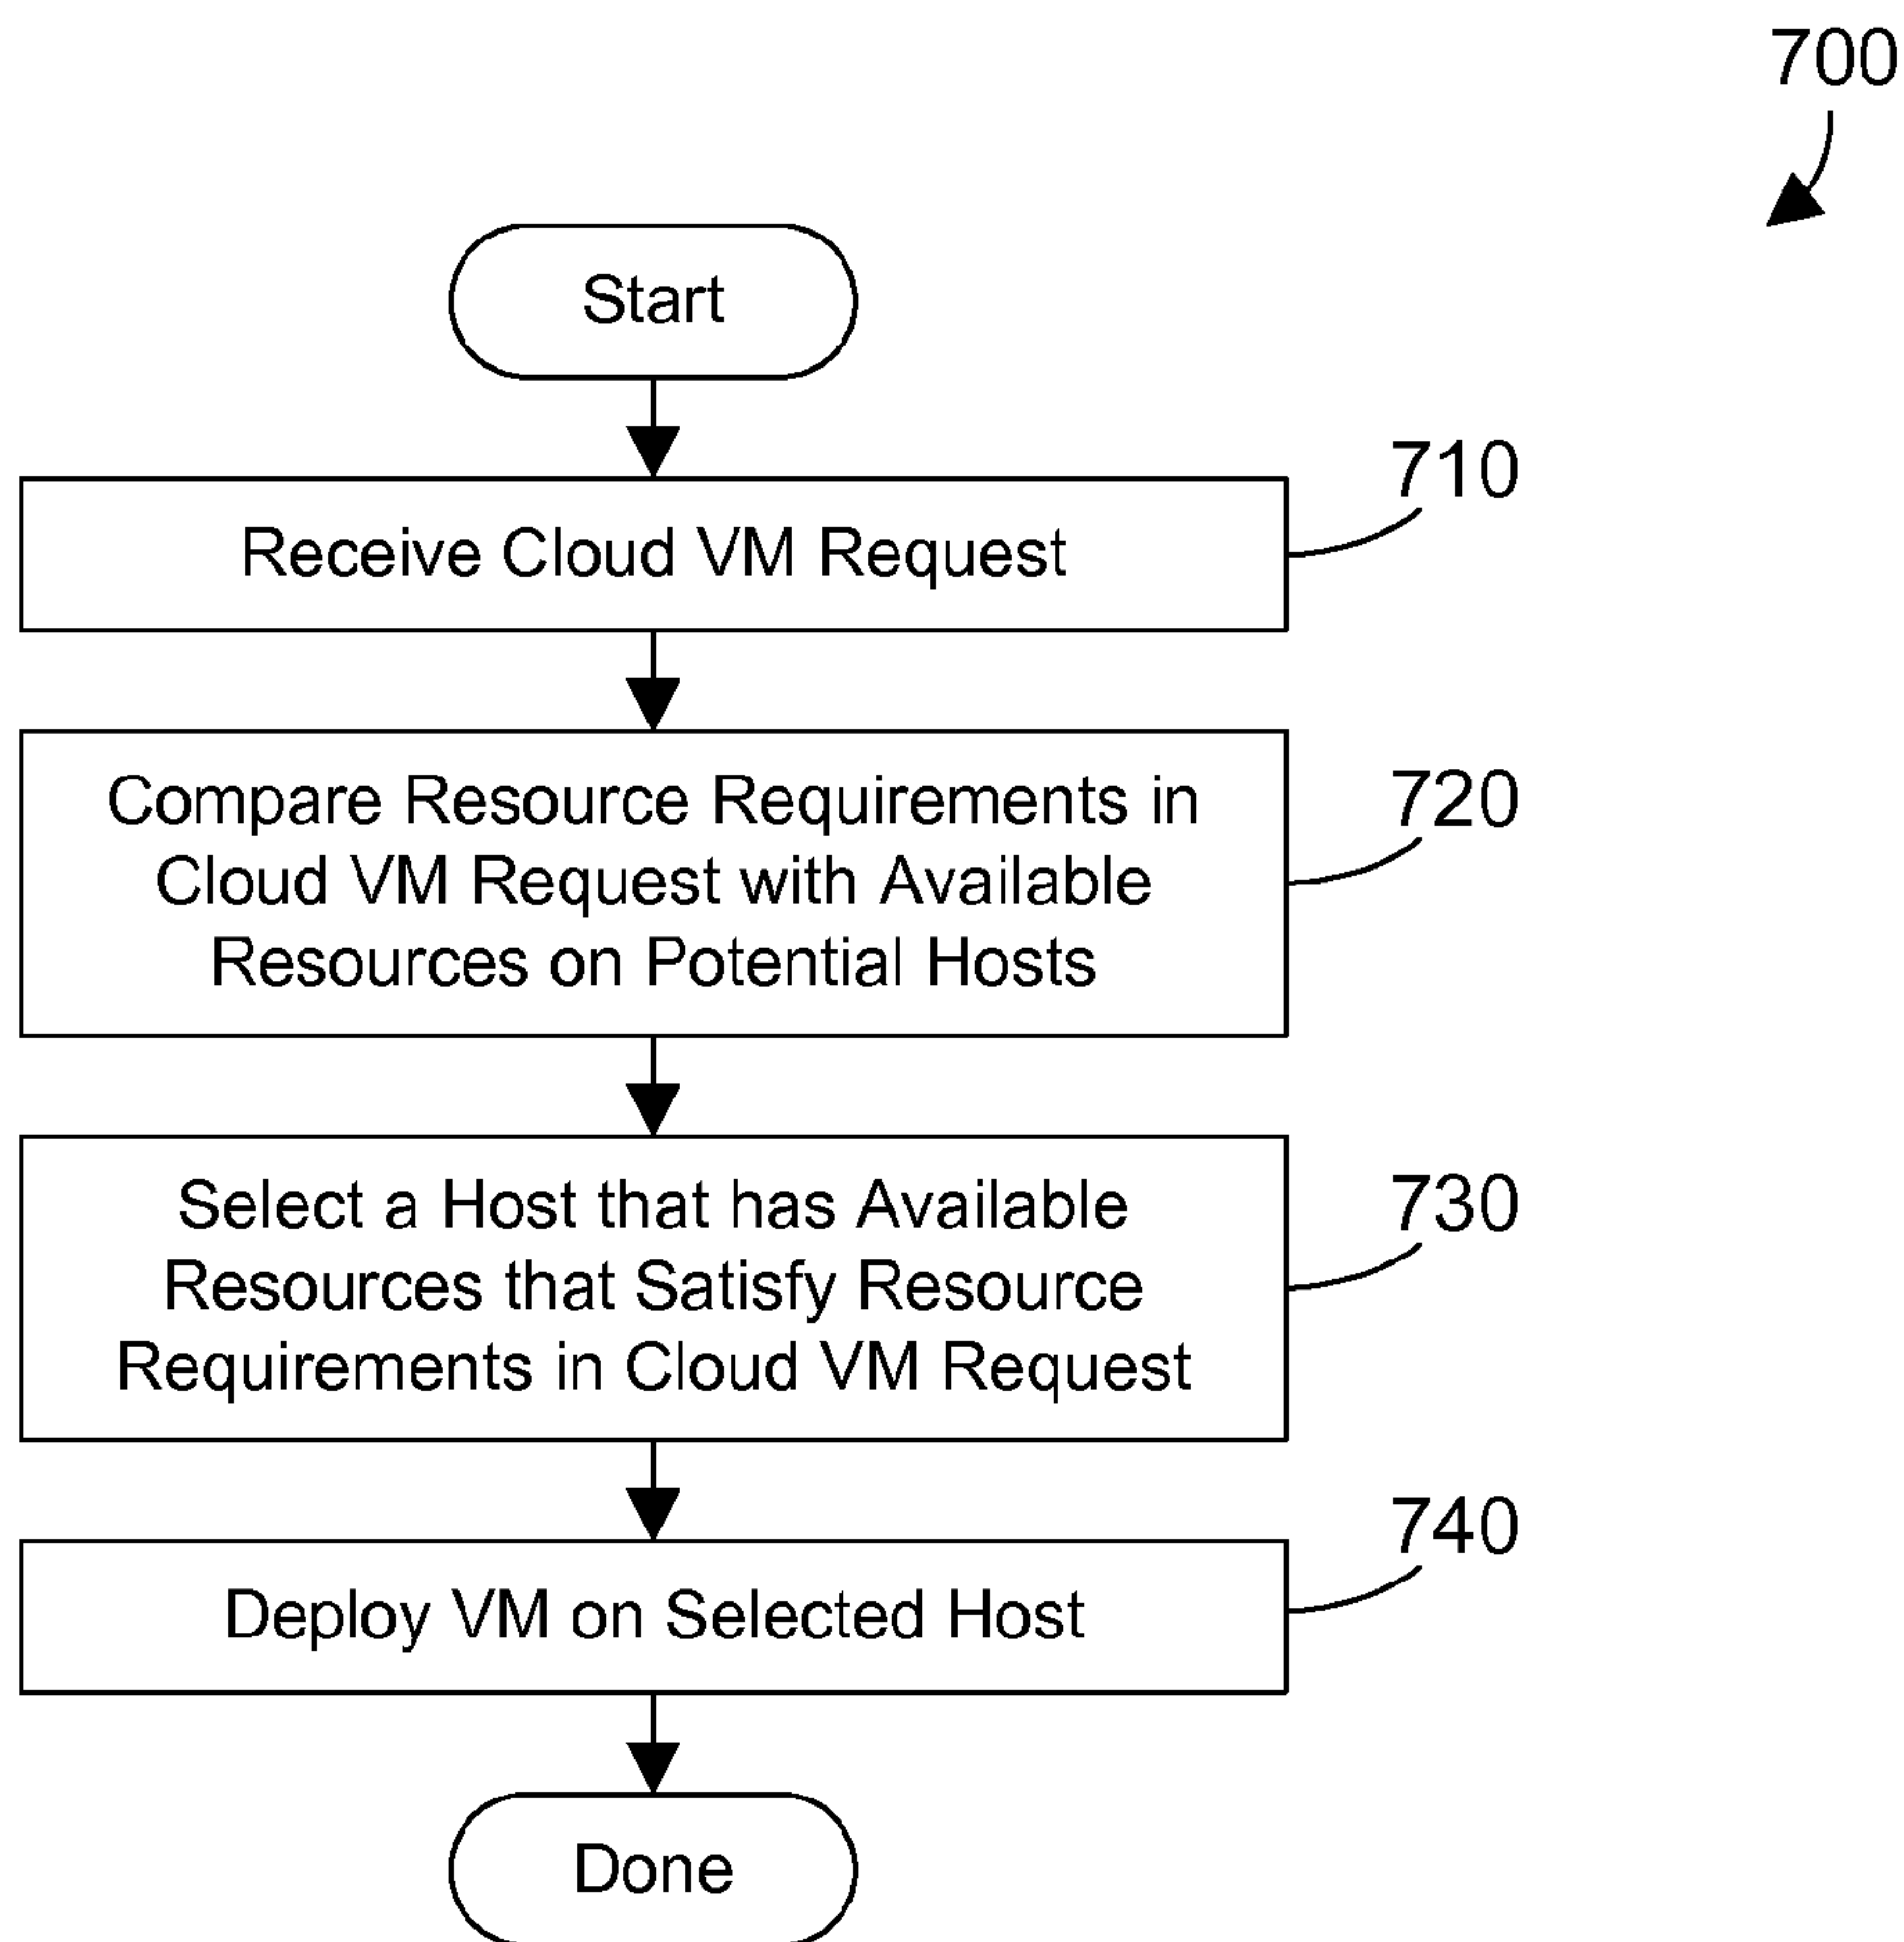 700
Start
710
Receive Cloud VM Request
720
Compare Resource Requirements in
Cloud VM Request with Available
Resources on Potential Hosts
730
Select a Host that has Available
Resources that Satisfy Resource
Requirements in Cloud VM Request
740
Deploy VM on Selected Host
Done